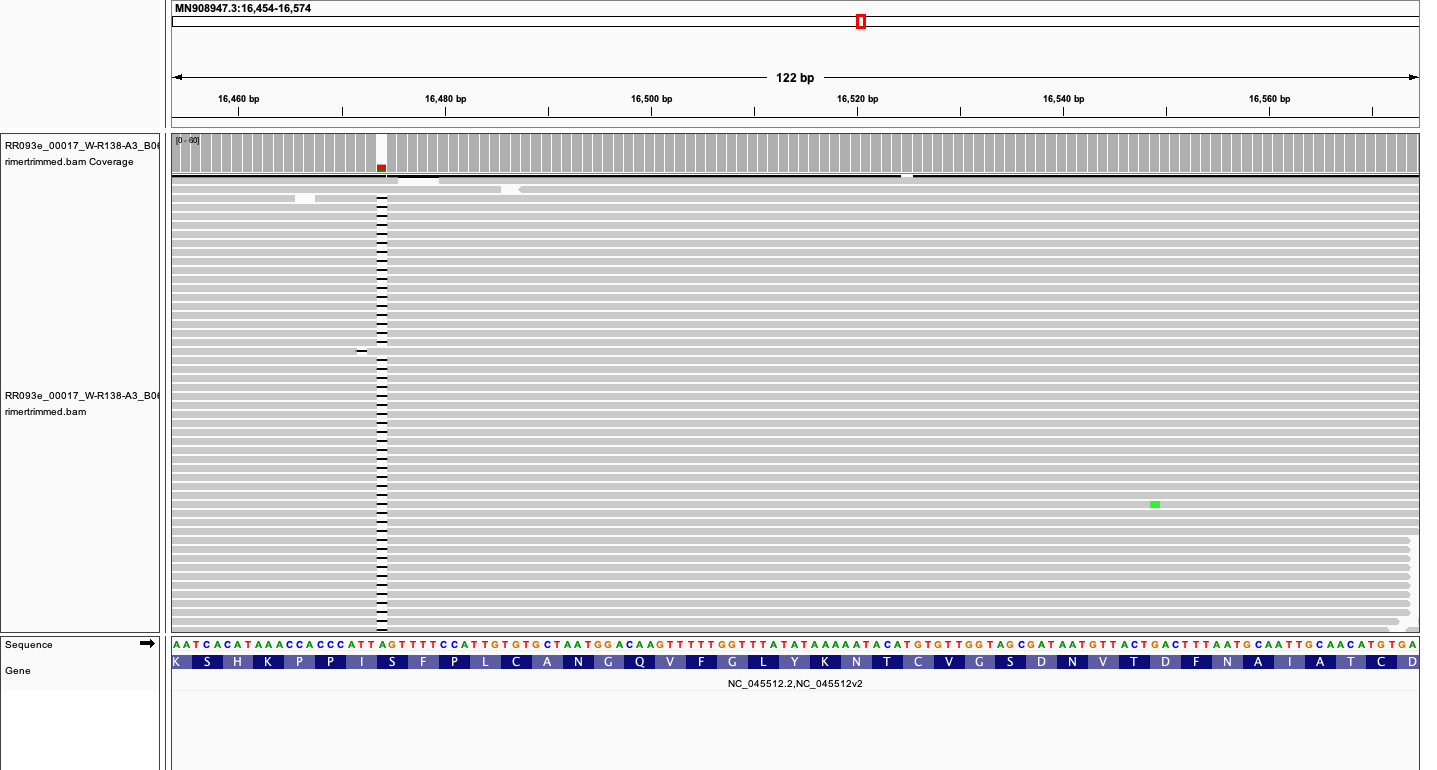 MN908947.3:16,454-16,574
122 bp
16,460 bp 16,480 bp 16,500 bp 16,520 bp 16,540 bp 16,560 bp
RR093e_00017_W-R138-A3_B0
rimertrimmed.bam Coverage
[0 - 60]
RR093e_00017_W-R138-A3_B0
rimertrimmed.bam
Sequence
AATCACATAAACCACCCATTAGTTTTCCATTGTGTGCTAATGGACAAGTTTTTGGTTTATATAAAAATACATGTGTTGGTAGCGATAATGTTACTGACTTTAATGCAATTGCAACATGTGA
Gene
K S H K P P I S F P L C A N G Q V F G L Y K N T C V G S D N V T D F N A I A T C D
NC_045512.2,NC_045512v2